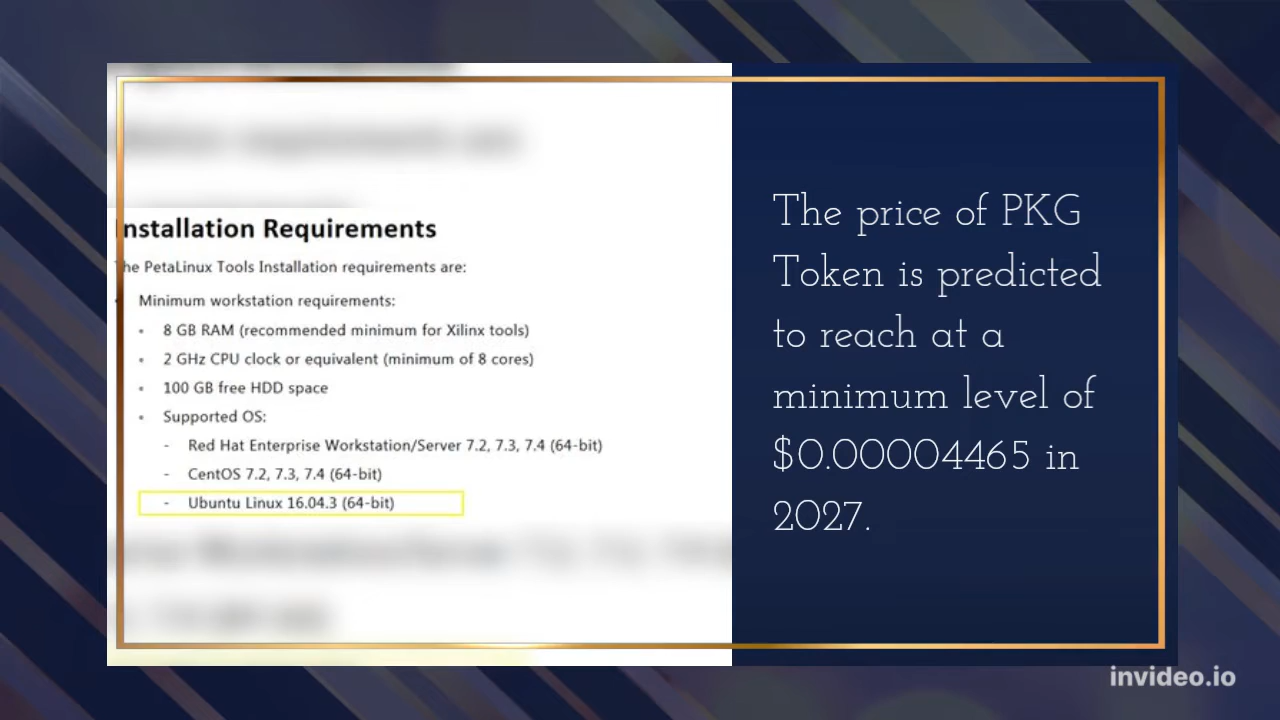 Installation Requirements
The PetaLinux Tools Installation requirements are:
• Minimum workstation requirements:
▪ 8 GB RAM (recommended minimum for Xilinx tools)
▪ 2 GHz CPU clock or equivalent (minimum of 8 cores)
▪ 100 GB free HDD space
▪ Supported OS:
- Red Hat Enterprise Workstation/Server 7.2, 7.3, 7.4 (64-bit)
- CentOS 7.2, 7.3, 7.4 (64-bit)
- Ubuntu Linux 16.04.3 (64-bit)
The price of PKG
Token is predicted
to reach at a
minimum level of
$0.00004465 in
2027.
invideo.io